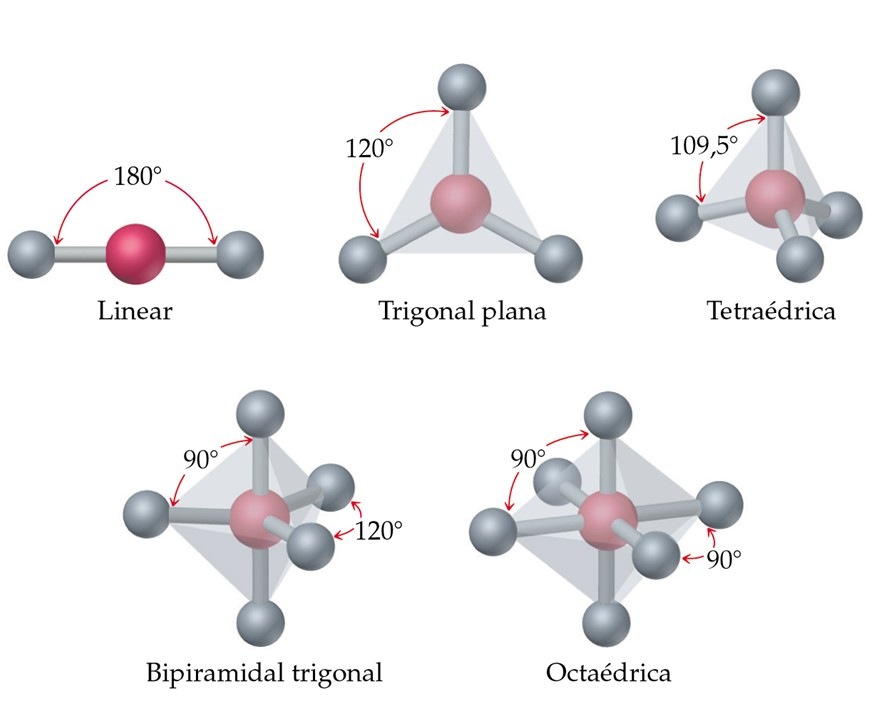 180°
Linear
120°
Trigonal plana
109,5°
Tetraédrica
90°
120°
Bipiramidal trigonal
90°
90°
Octaédrica